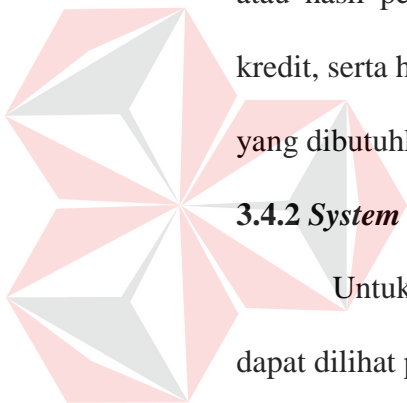 atau hasil pe
kredit, serta h
yang dibutuhl
3.4.2 System
Untuk
dapat dilihat p